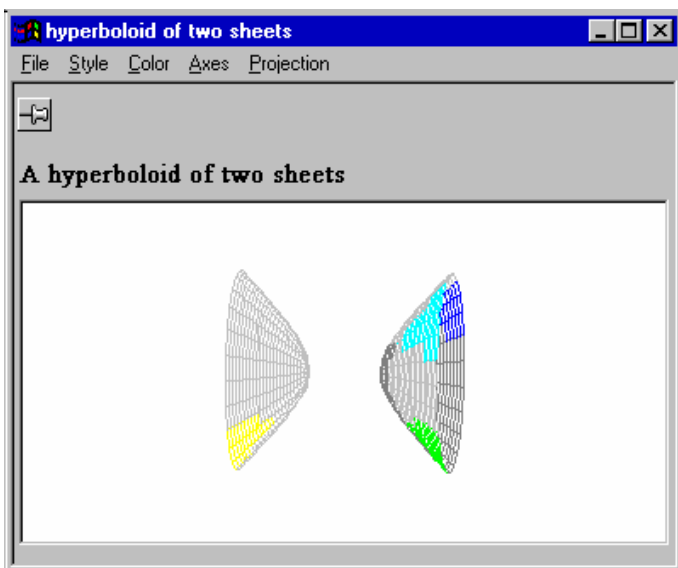 hyperboloid of two sheets
File Style Color Axes Projection
A hyperboloid of two sheets